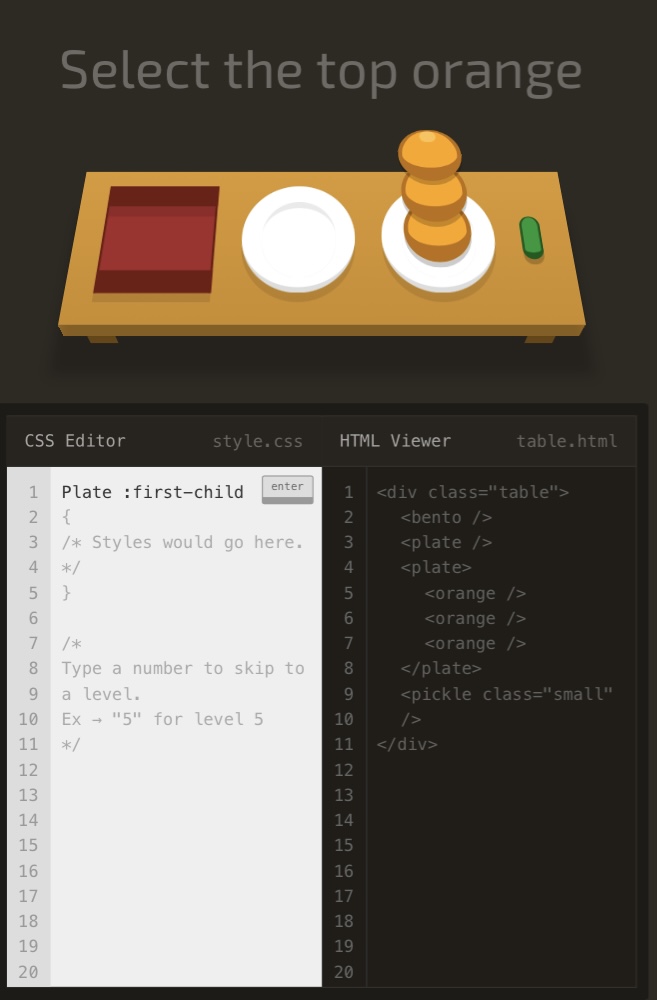 Select the top orange
CSS Editor
style.css
HTML Viewer
table.html
1
2
3
4
5
6
7
8
9
10
11
12
13
14
15
16
17
18
19
20
Plate :first-child
enter
{
/* Styles would go here.
*/
}
/*
Type a number to skip to
a level.
Ex → "5" for level 5
*/
1
2
3
4
5
6
7
8
9
10
11
12
13
14
15
16
17
18
19
20
<div class="table">
<bento />
<plate />
<plate>
<orange />
<orange />
<orange />
</plate>
<pickle class="small"
/>
</div>